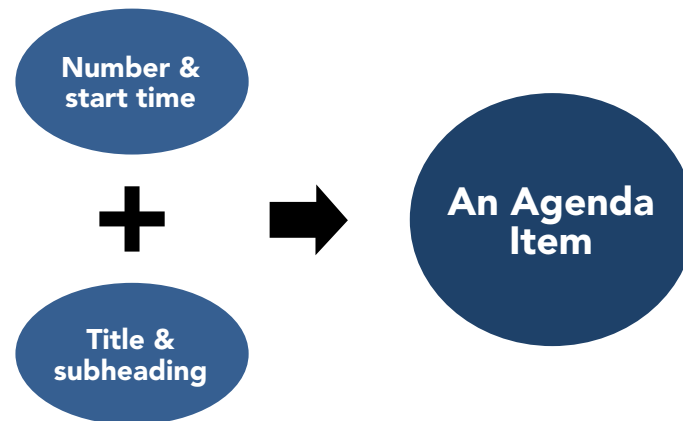 Number &
start time
An Agenda
Item
Title &
subheading